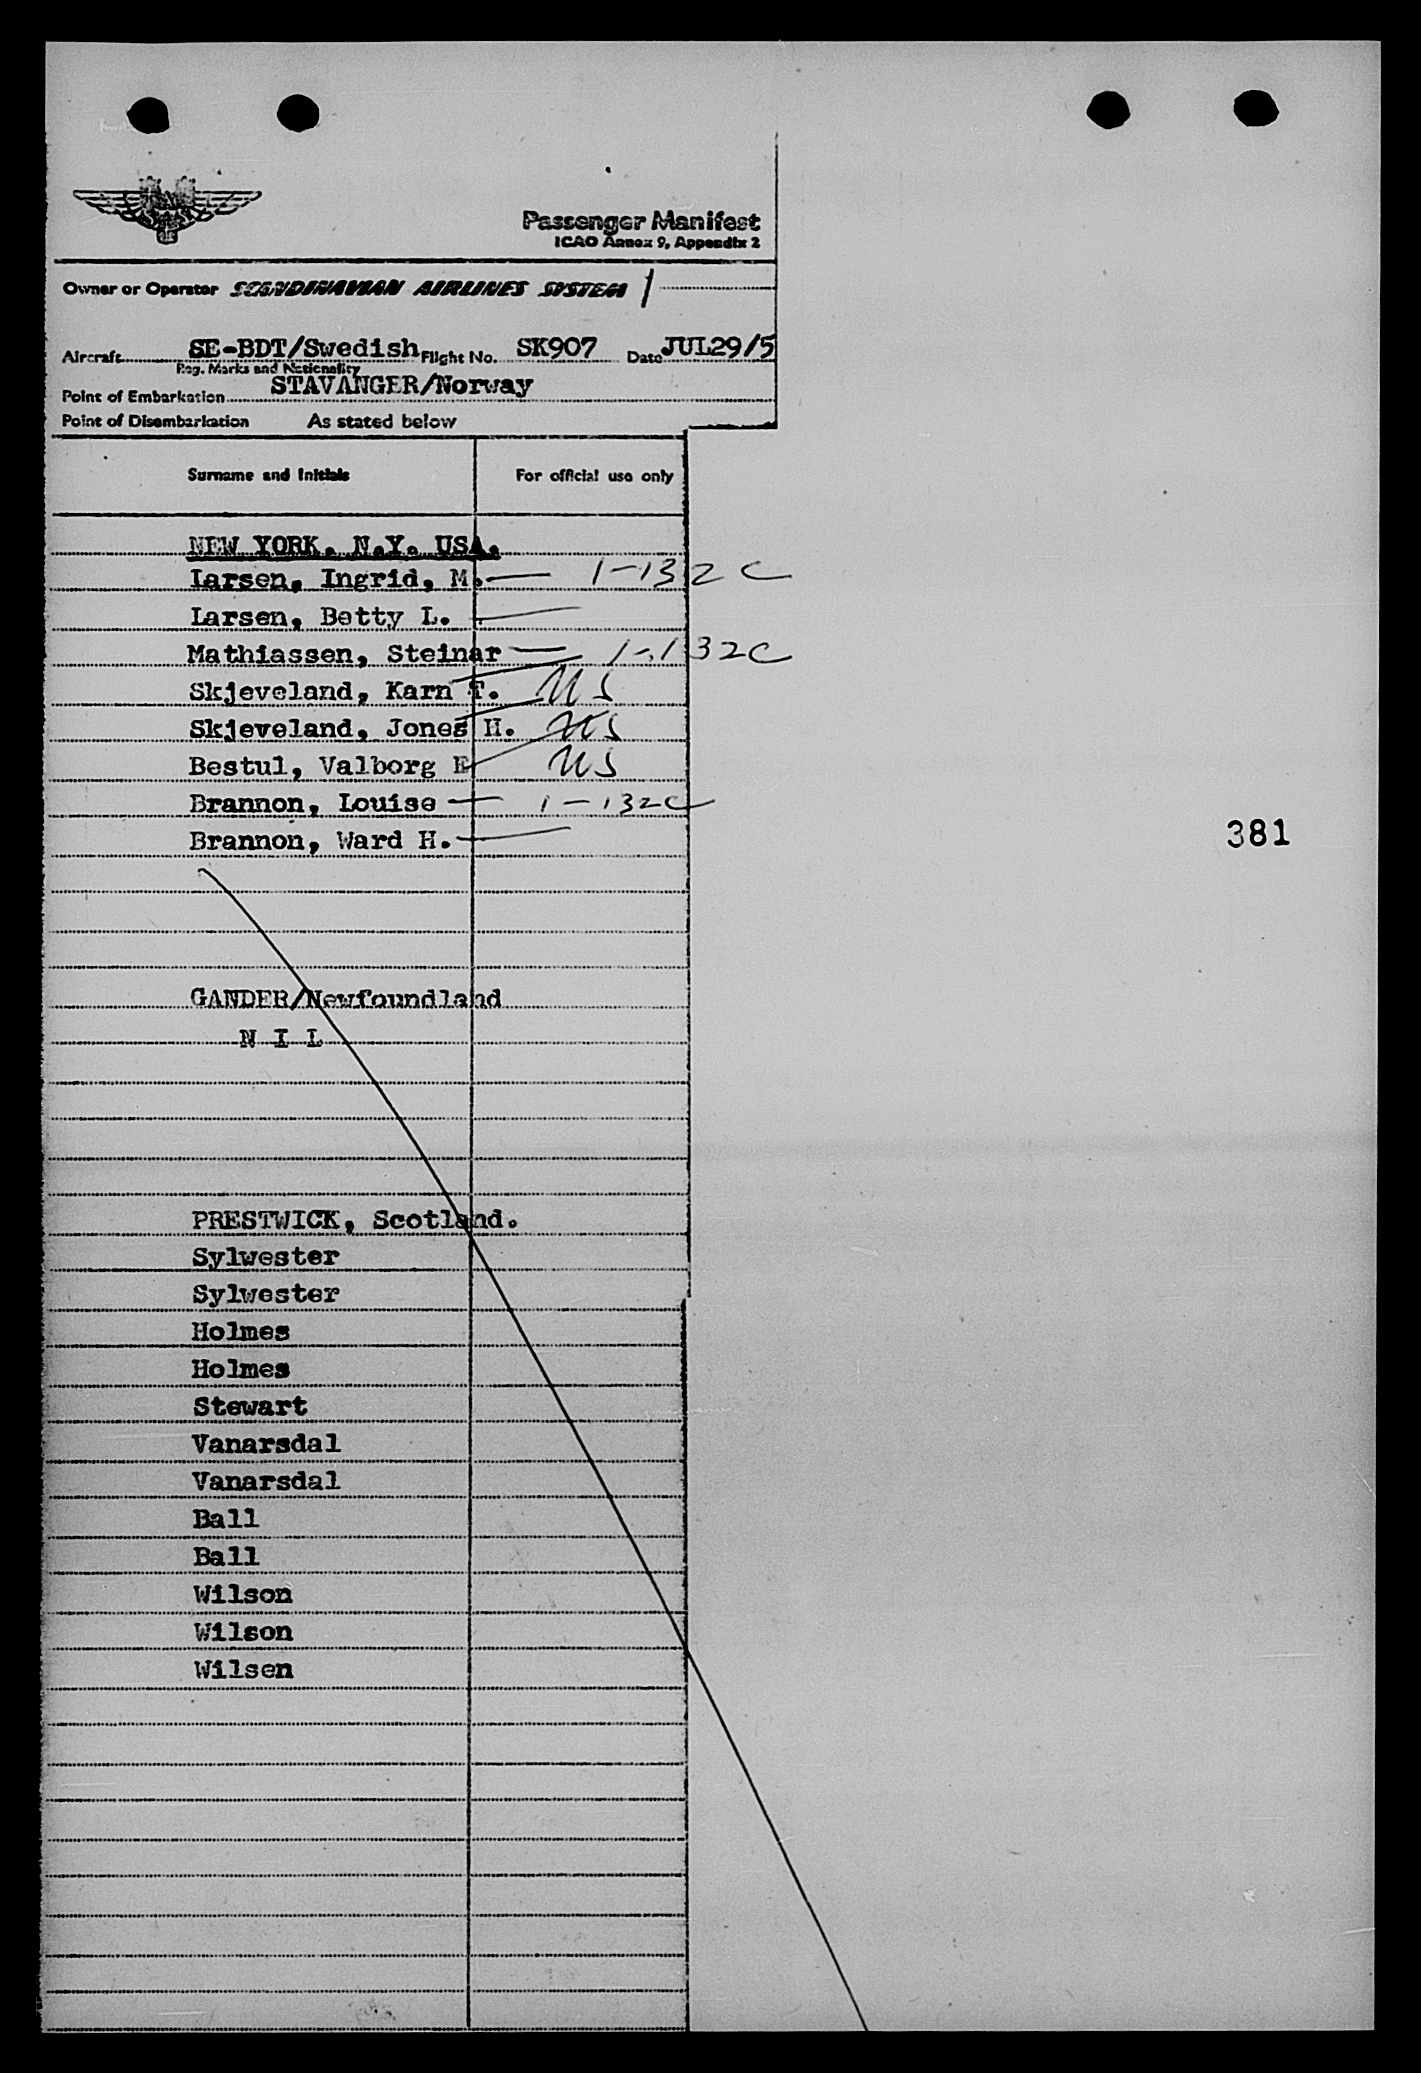 Passenger Manifest
ICAO Annex 9, Appendix 2
Owner or Operator SCANDINAVIAN AIRLINES SYSTEM /
Aircraft SE-BDT/Swedish Flight No. SK907 Date JUL29/5
Reg. Marks and Nationality
Point of Embarkation STAVANGER/Norway
Point of Disembarkation As stated below
Surname and Initials For official use only
NEW YORK. N.Y. USA.
Larsen, Ingrid, M. — 1-132C
Larsen, Betty L. —
Mathiassen, Steinar — 1-132C
Skjeveland, Karn T. US
Skjeveland, Jones H. US
Bestul, Valborg E US
Brannon, Louise — 1-132C
Brannon, Ward H. —
381
GANDER/Newfoundland
N I L
PRESTWICK, Scotland.
Sylwester
Sylwester
Holmes
Holmes
Stewart
Vanarsdal
Vanarsdal
Ball
Ball
Wilson
Wilson
Wilsen